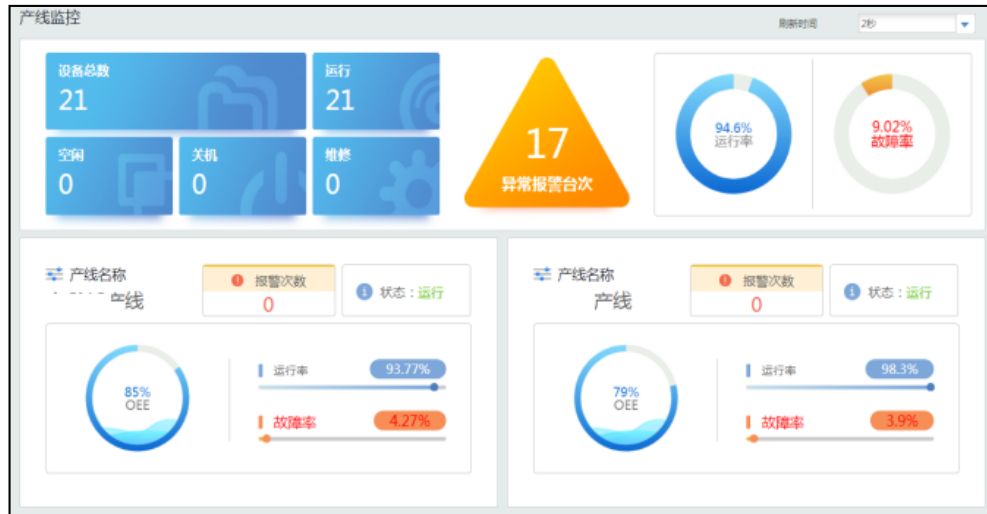 产线监控
刷新时间 2秒
设备总数
21
运行
21
空闲
0
关机
0
维修
0
17
异常报警台次
94.6%
运行率
9.02%
故障率
产线名称
产线
报警次数
0
状态：运行
85%
OEE
运行率 93.77%
故障率 4.27%
产线名称
产线
报警次数
0
状态：运行
79%
OEE
运行率 98.3%
故障率 3.9%